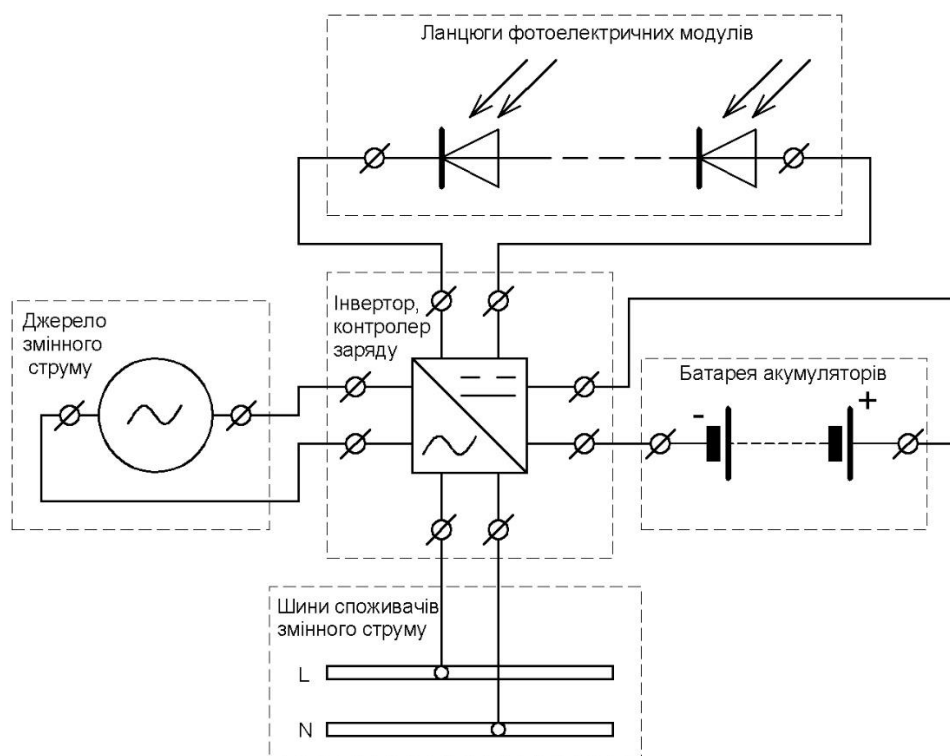 Ланцюги фотоелектричних модулів
Джерело
змінного
струму
Інвертор,
контролер
заряду
Батарея акумуляторів
- +
Шини споживачів
змінного струму
L
N